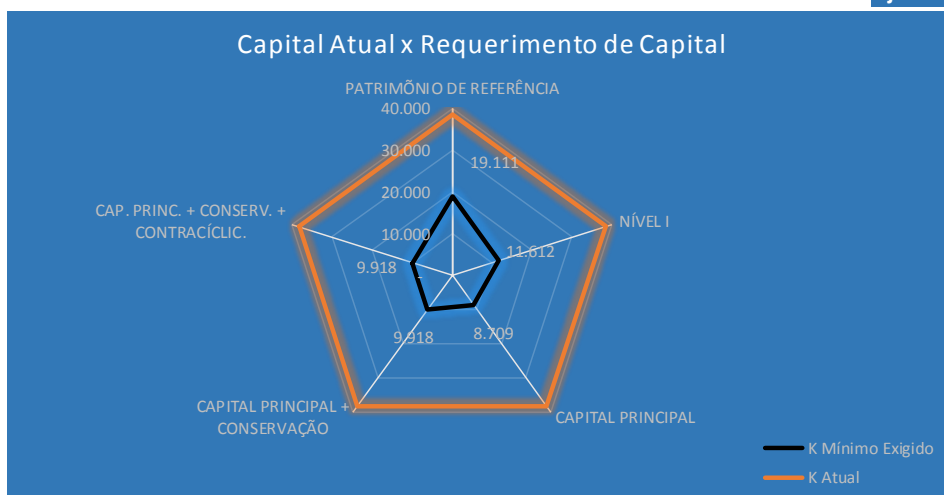 Capital Atual x Requerimento de Capital
PATRIMÕNIO DE REFERÊNCIA
40.000
30.000
19.111
20.000
CAP. PRINC. + CONSERV. +
CONTRACÍCLIC.
NÍVEL I
10.000
11.612
9.918
-
9.918
8.709
CAPITAL PRINCIPAL +
CONSERVAÇÃO
CAPITAL PRINCIPAL
K Mínimo Exigido
K Atual